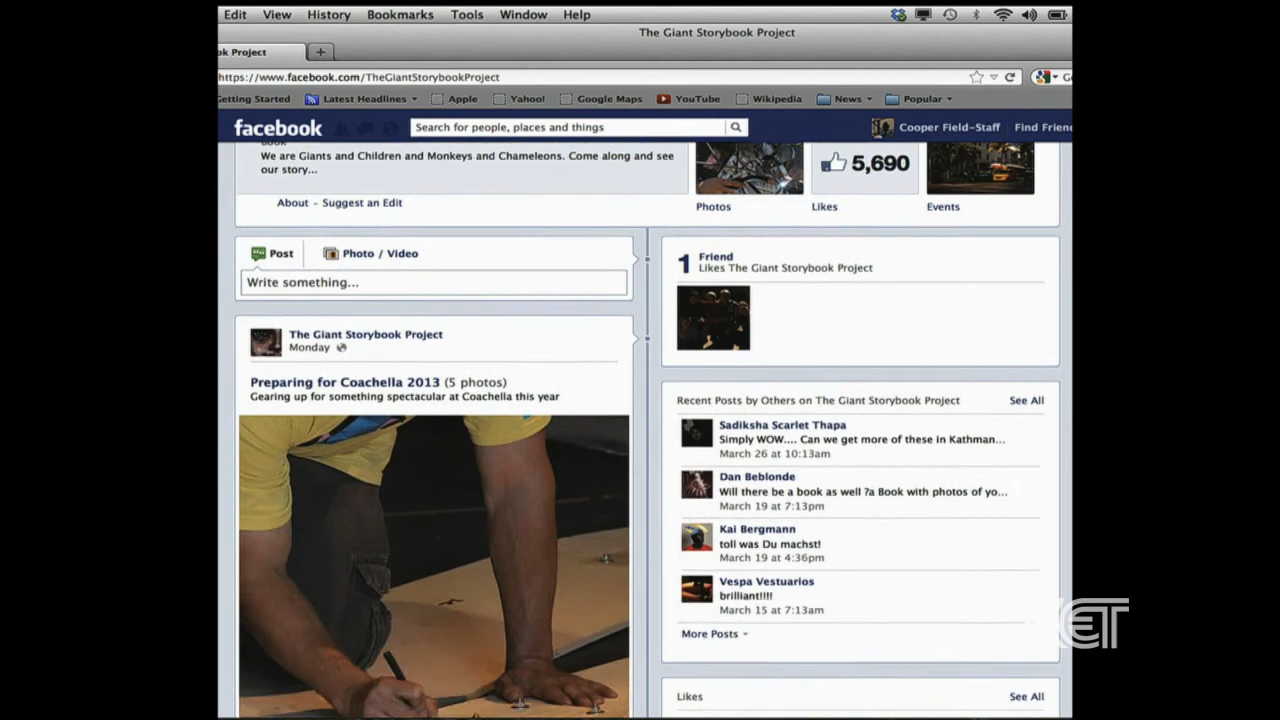 Edit View History Bookmarks Tools Window Help
The Giant Storybook Project
ok Project
https://www.facebook.com/TheGiantStorybookProject
Getting Started Latest Headlines Apple Yahoo! Google Maps YouTube Wikipedia News Popular
facebook Search for people, places and things Cooper Field-Staff Find Frien
Book
We are Giants and Children and Monkeys and Chameleons. Come along and see
our story...
5,690
About - Suggest an Edit
Photos Likes Events
Post Photo / Video
Write something...
1 Friend
Likes The Giant Storybook Project
The Giant Storybook Project
Monday
Preparing for Coachella 2013 (5 photos)
Gearing up for something spectacular at Coachella this year
Recent Posts by Others on The Giant Storybook Project See All
Sadiksha Scarlet Thapa
Simply WOW.... Can we get more of these in Kathman...
March 26 at 10:13am
Dan Beblonde
Will there be a book as well ?a Book with photos of yo...
March 19 at 7:13pm
Kai Bergmann
toll was Du machst!
March 19 at 4:36pm
Vespa Vestuarios
brilliant!!!!
March 15 at 7:13am
More Posts
Likes See All
KET